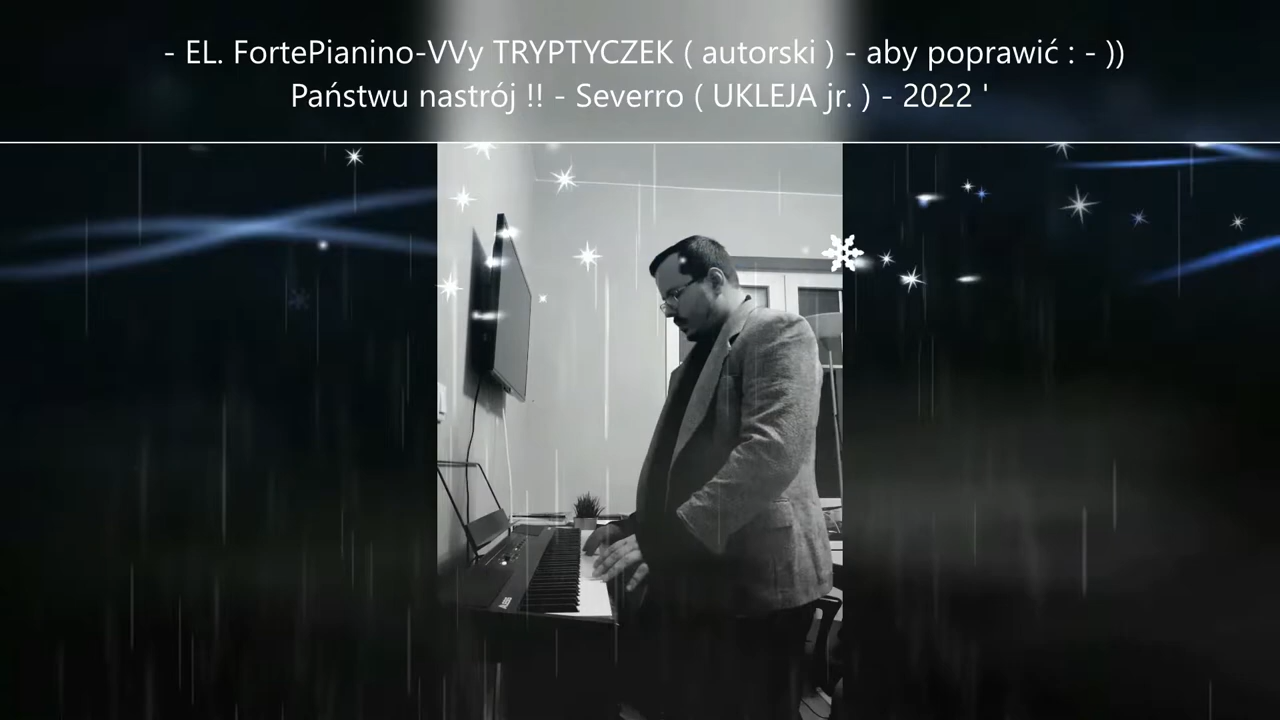 - EL. FortePianino-VVy TRYPTYCZEK ( autorski ) - aby poprawić : - ))
Państwu nastrój !! - Severro ( UKLEJA jr. ) - 2022 '